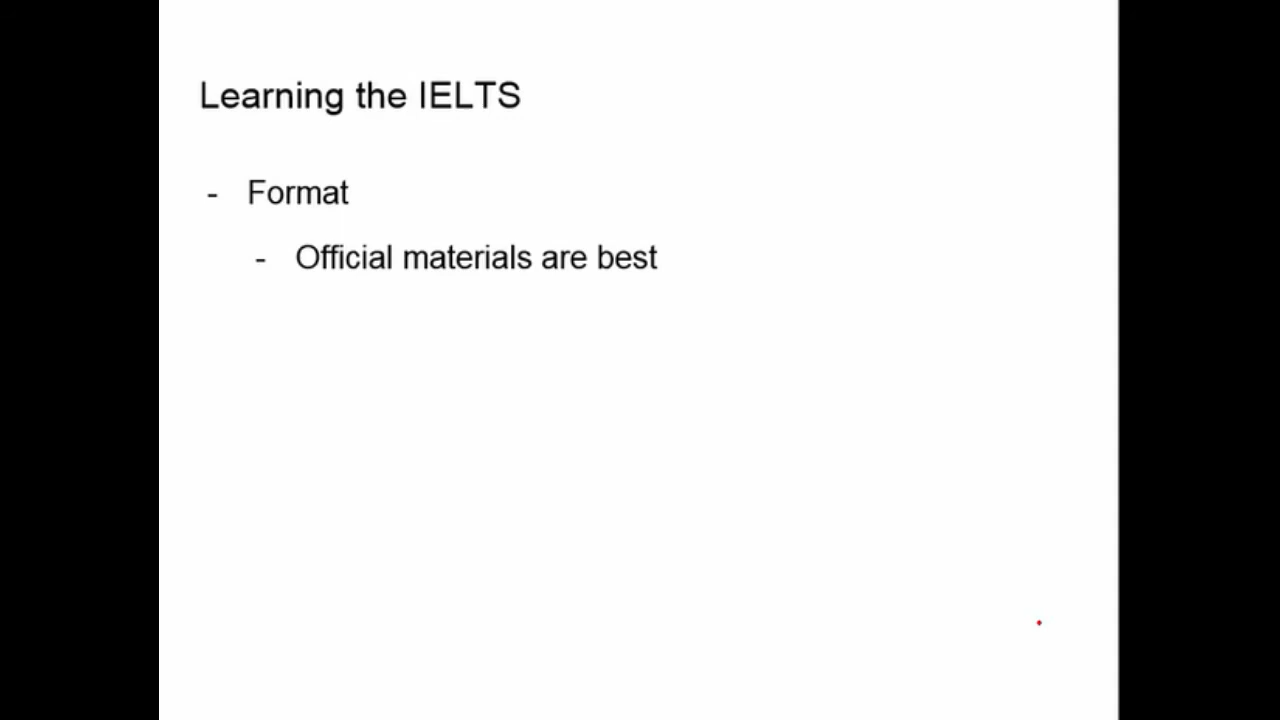 Learning the IELTS
- Format
- Official materials are best